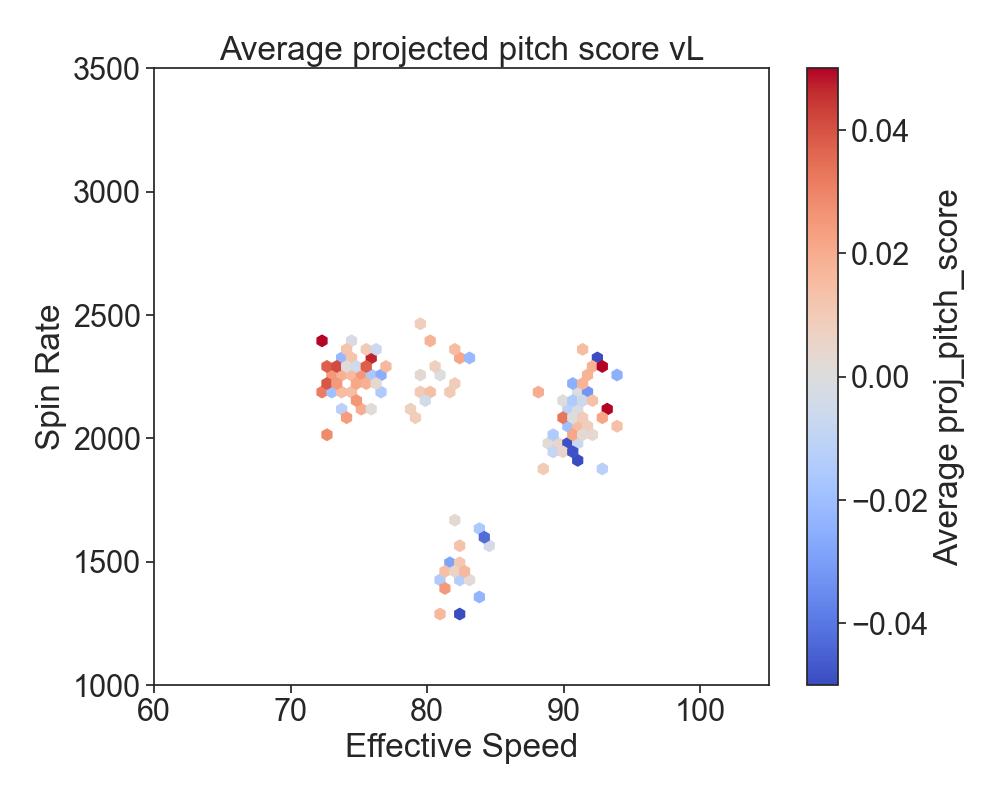 Average projected pitch score vL
3500
3000
2500
2000
1500
1000
Spin Rate
60 70 80 90 100
Effective Speed
0.04
0.02
0.00
−0.02
−0.04
Average proj_pitch_score